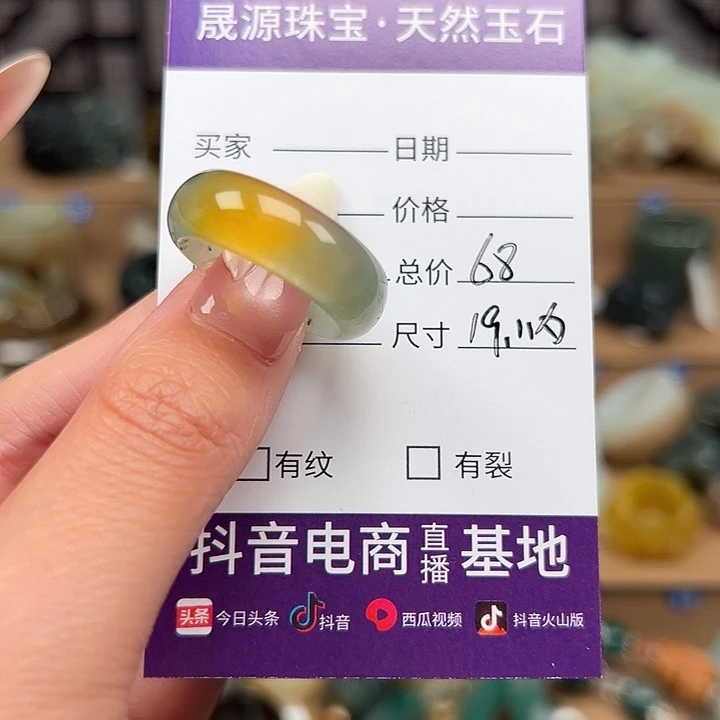 晟源珠宝·天然玉石
买家 日期
价格
总价 68
尺寸 19.
有纹 有裂
抖音电商直播基地
头条 今日头条 抖音 西瓜视频 抖音火山版